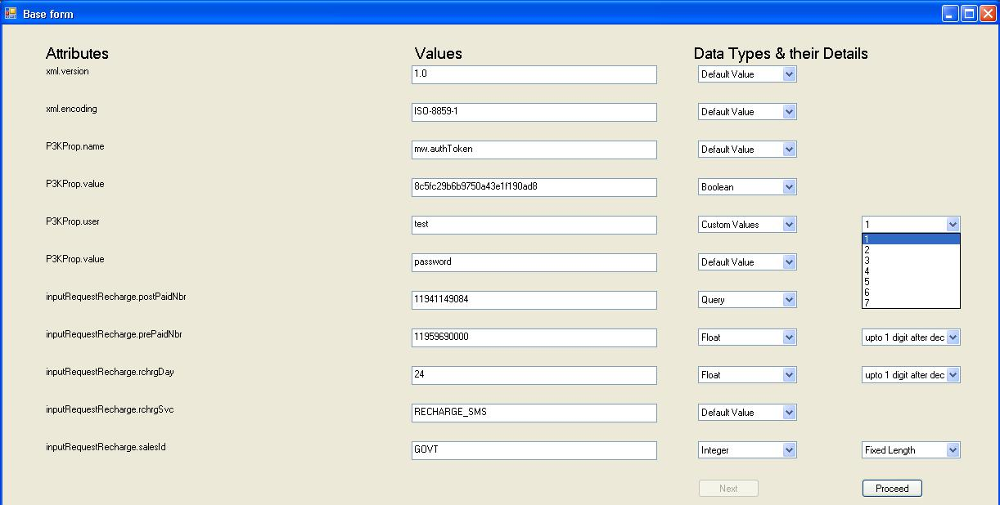 Base form
Attributes Values Data Types & their Details
xml.version 1.0 Default Value
xml.encoding ISO-8859-1 Default Value
P3KProp.name mw.authToken Default Value
P3KProp.value 8c5fc29b6b9750a43e1f190ad8 Boolean
P3KProp.user test Custom Values 1
1
2
3
4
5
6
7
P3KProp.value password Default Value
inputRequestRecharge.postPaidNbr 11941149084 Query
inputRequestRecharge.prePaidNbr 11959690000 Float upto 1 digit after dec
inputRequestRecharge.rchrgDay 24 Float upto 1 digit after dec
inputRequestRecharge.rchrgSvc RECHARGE_SMS Default Value
inputRequestRecharge.salesId GOVT Integer Fixed Length
Next Proceed